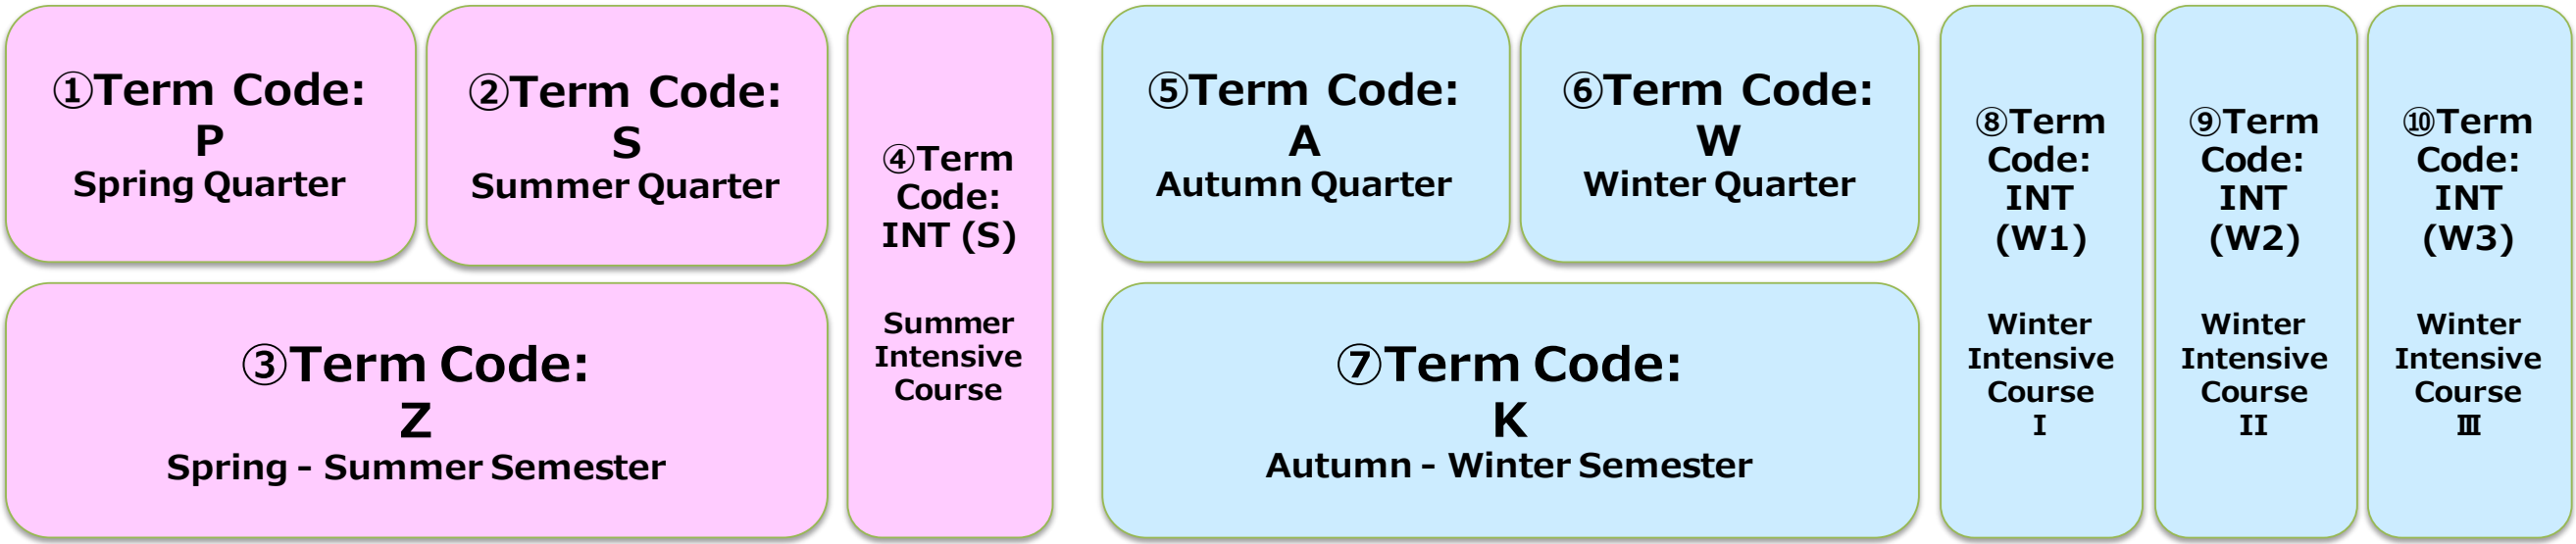 ①Term Code:
P
Spring Quarter
②Term Code:
S
Summer Quarter
③Term Code:
Z
Spring - Summer Semester
④Term
Code:
INT (S)
Summer
Intensive
Course
⑤Term Code:
A
Autumn Quarter
⑥Term Code:
W
Winter Quarter
⑦Term Code:
K
Autumn - Winter Semester
⑧Term
Code:
INT
(W1)
Winter
Intensive
Course
I
⑨Term
Code:
INT
(W2)
Winter
Intensive
Course
II
⑩Term
Code:
INT
(W3)
Winter
Intensive
Course
Ⅲ